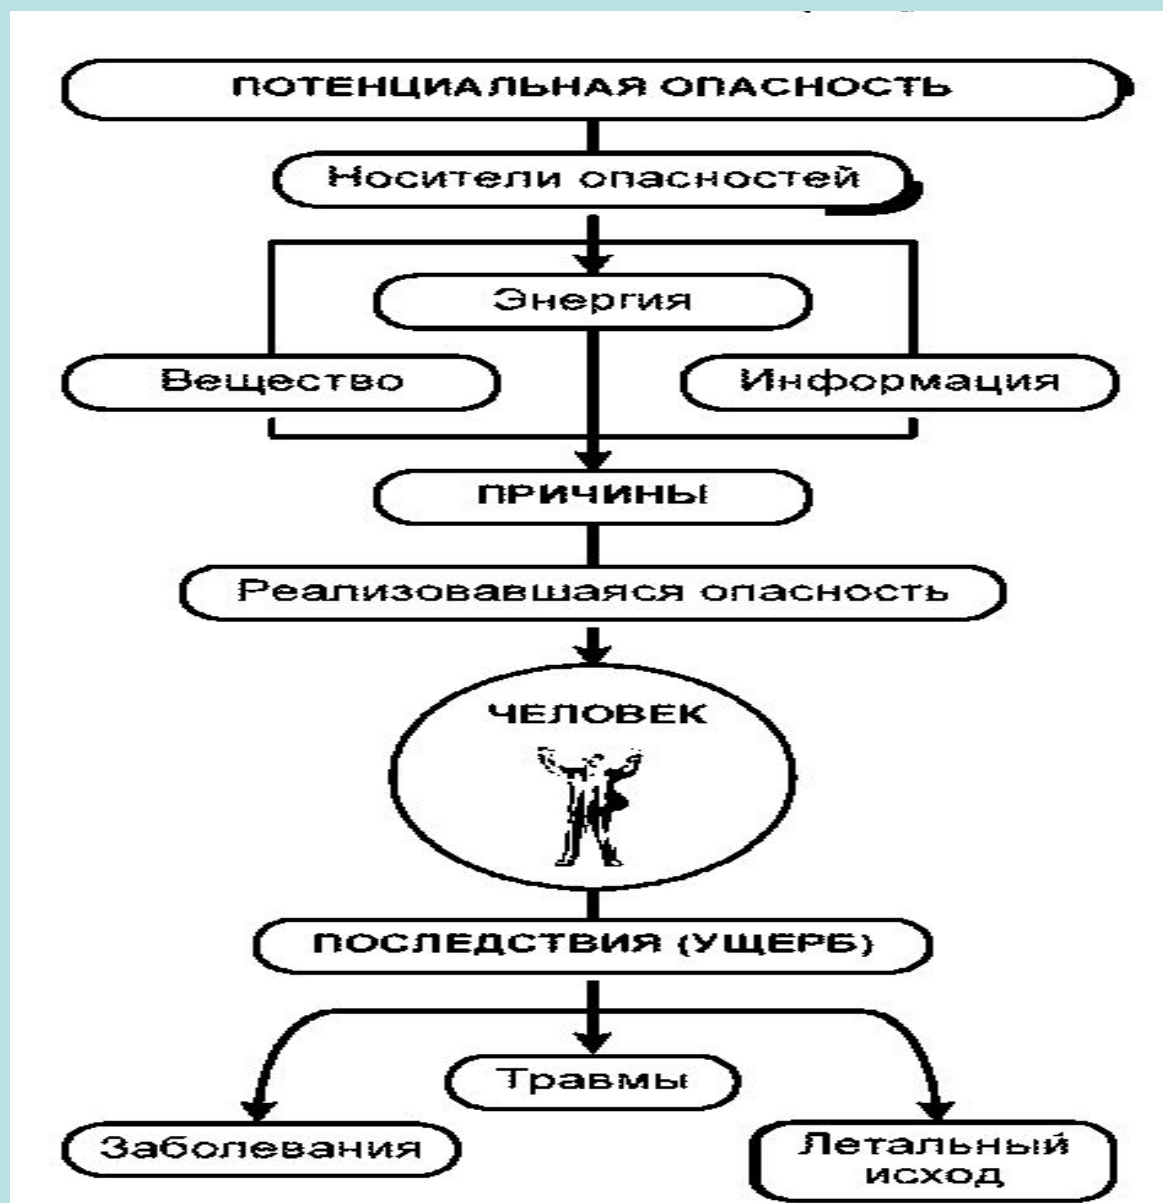 ПОТЕНЦИАЛЬНАЯ ОПАСНОСТЬ
Носители опасностей
Энергия
Вещество
Информация
ПРИЧИНЫ
Реализовавшаяся опасность
ЧЕЛОВЕК
ПОСЛЕДСТВИЯ (УЩЕРБ)
Травмы
Заболевания
Летальный
исход